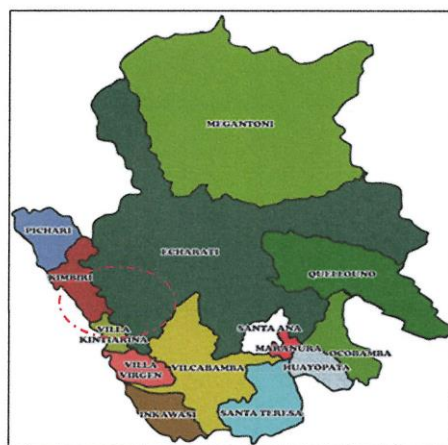 MEGANTONI
PICHARI
ECHARATI
KIMBIRI
QUELLOUNO
VILLA
KINTIARINA
SANTA ANA
MARANURA
OCOBAMBA
VILLA
VIRGEN
VILCABAMBA
HUAYOPATA
INKAWASI
SANTA TERESA